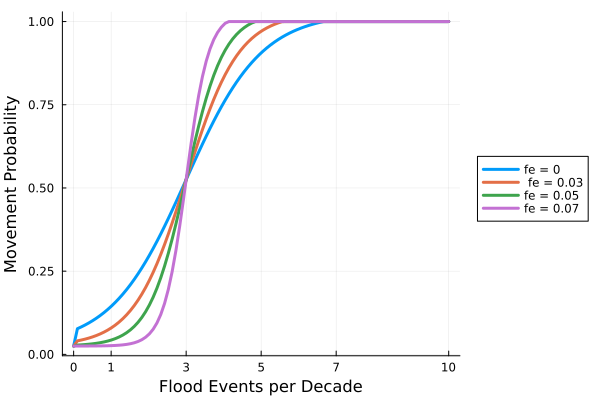 Movement Probability
1.00
0.75
0.50
0.25
0.00
0 1 3 5 7 10
Flood Events per Decade
fe = 0
fe = 0.03
fe = 0.05
fe = 0.07